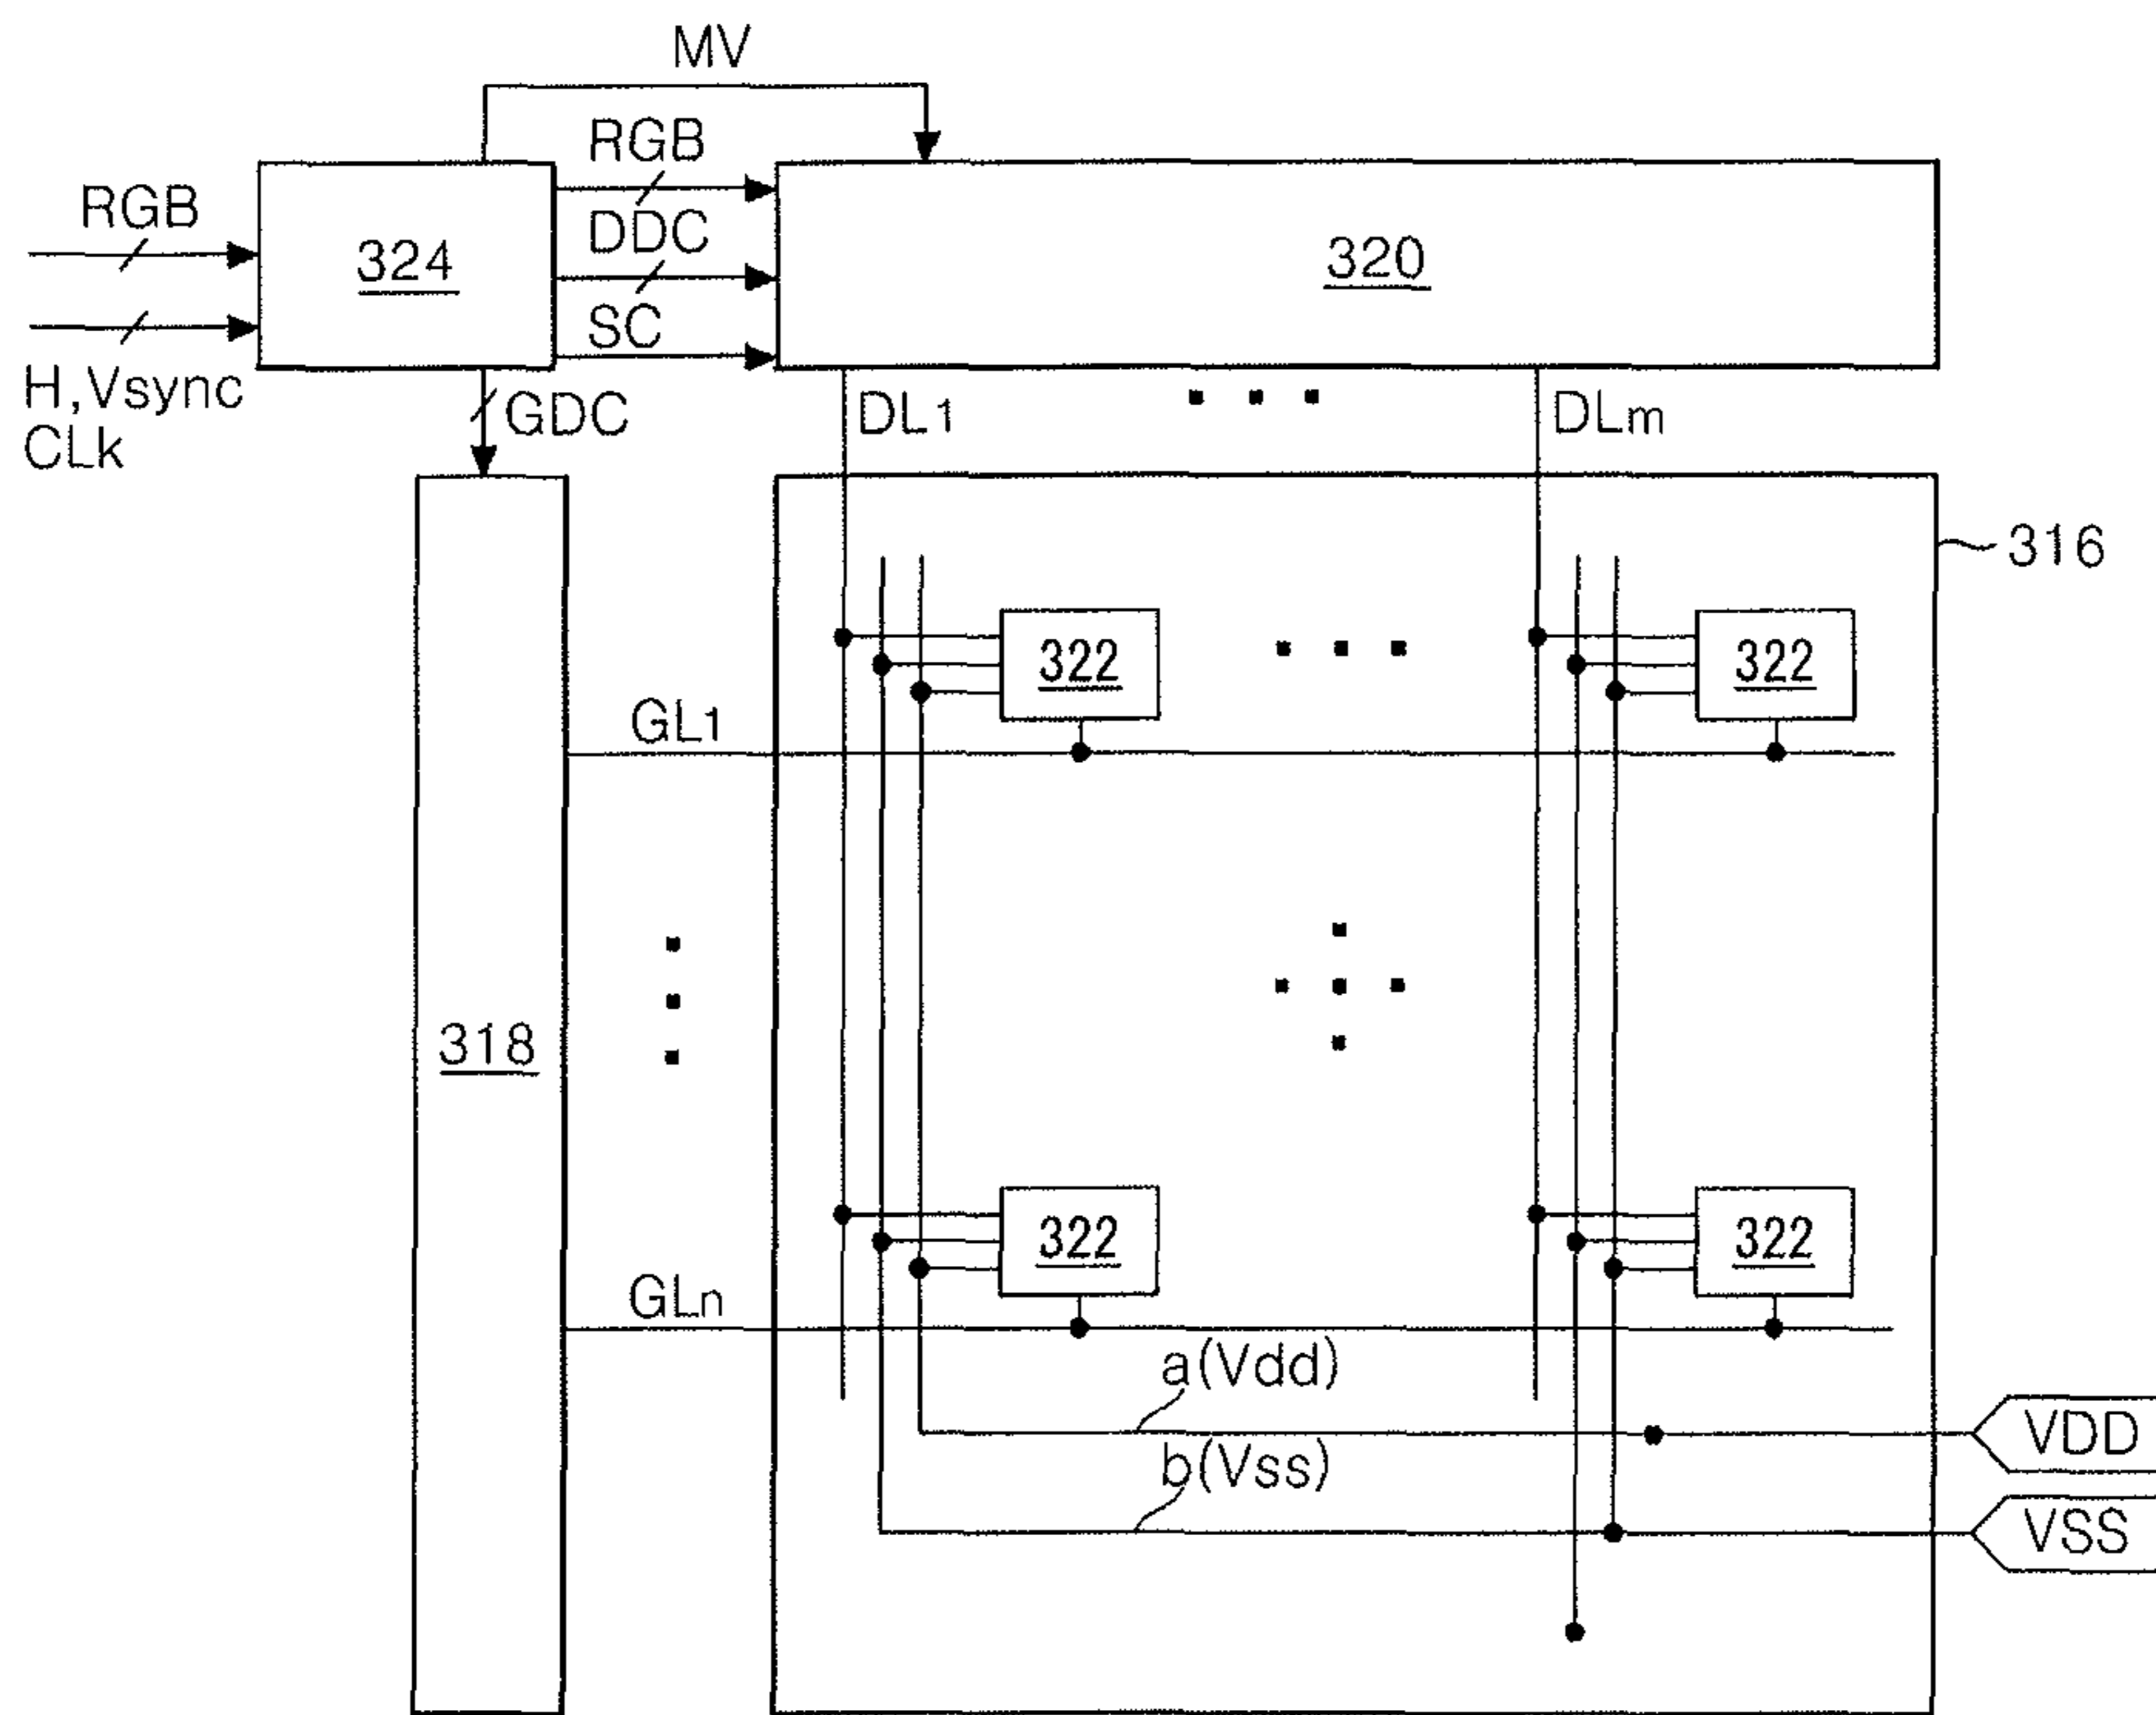 MV
RGB
RGB
DDC
SC
324
320
H,Vsync
CLk
GDC
DL1
DLm
316
322
322
GL1
318
322
322
GLn
a(Vdd)
VDD
b(Vss)
VSS